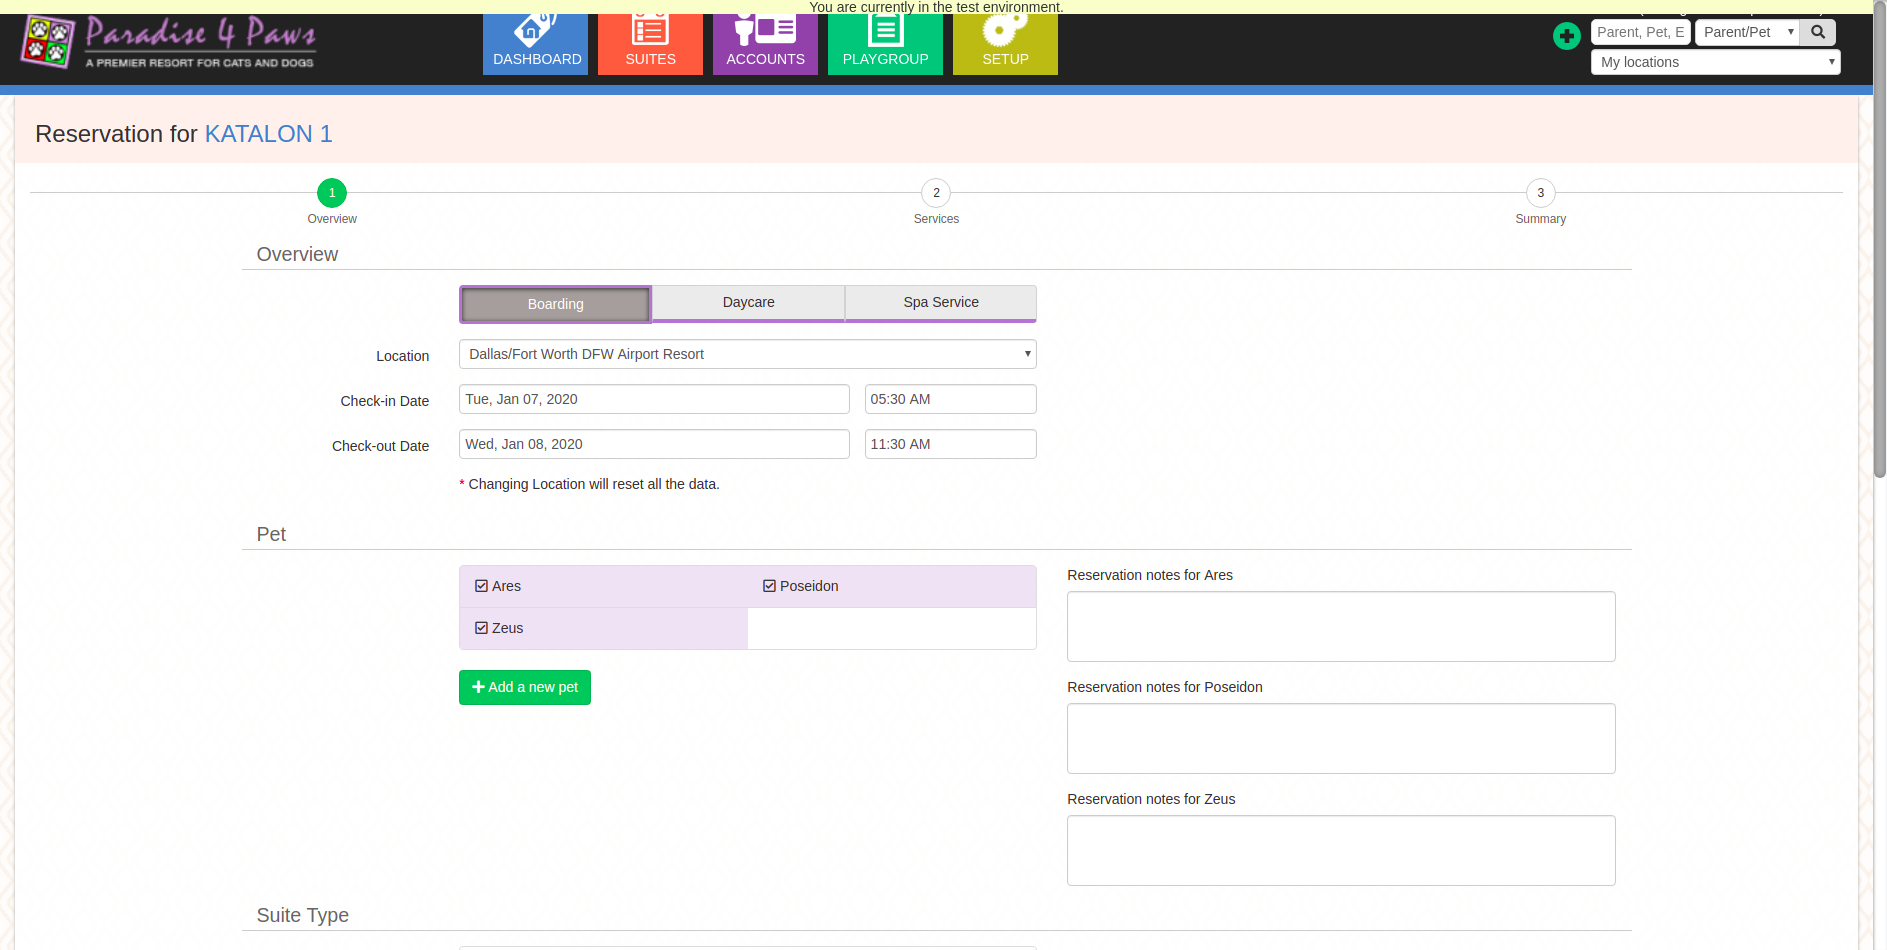 You are currently in the test environment.
Paradise 4 Paws
A PREMIER RESORT FOR CATS AND DOGS
DASHBOARD
SUITES
ACCOUNTS
PLAYGROUP
SETUP
Parent, Pet, E
Parent/Pet
My locations
Reservation for KATALON 1
1
2
3
Overview
Services
Summary
Overview
Boarding
Daycare
Spa Service
Location
Dallas/Fort Worth DFW Airport Resort
Check-in Date
Tue, Jan 07, 2020
05:30 AM
Check-out Date
Wed, Jan 08, 2020
11:30 AM
* Changing Location will reset all the data.
Pet
Ares
Poseidon
Zeus
Add a new pet
Reservation notes for Ares
Reservation notes for Poseidon
Reservation notes for Zeus
Suite Type